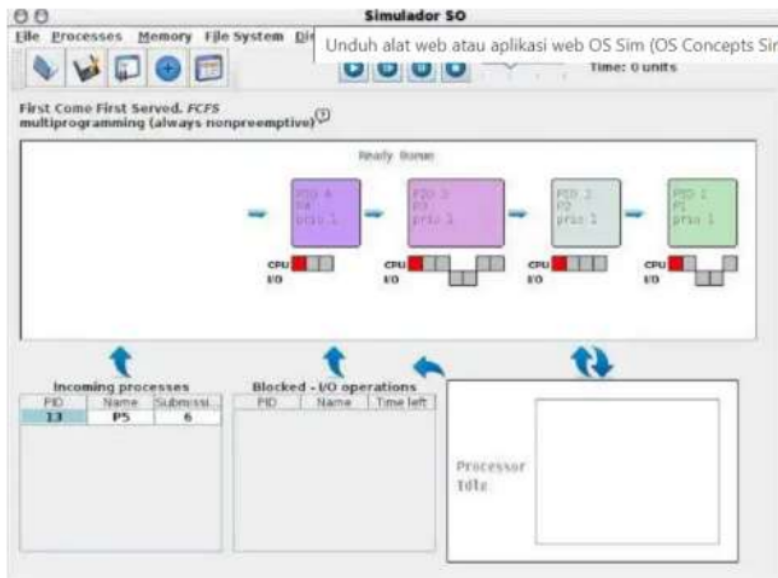 Simulador SO
File Processes Memory File System Di
Unduh alat web atau aplikasi web OS Sim (OS Concepts Sir
Time: 0 units
First Come First Served. FCFS
multiprogramming (always nonpreemptive)
Ready Queue
PID 4
P4
prio 1
PID 3
P3
prio 1
PID 2
P2
prio 1
PID 1
P1
prio 1
CPU
I/O
CPU
I/O
CPU
I/O
CPU
I/O
Incoming processes
PID Name Submissi...
13 P5 6
Blocked - I/O operations
PID Name Time left
Processor
Idle